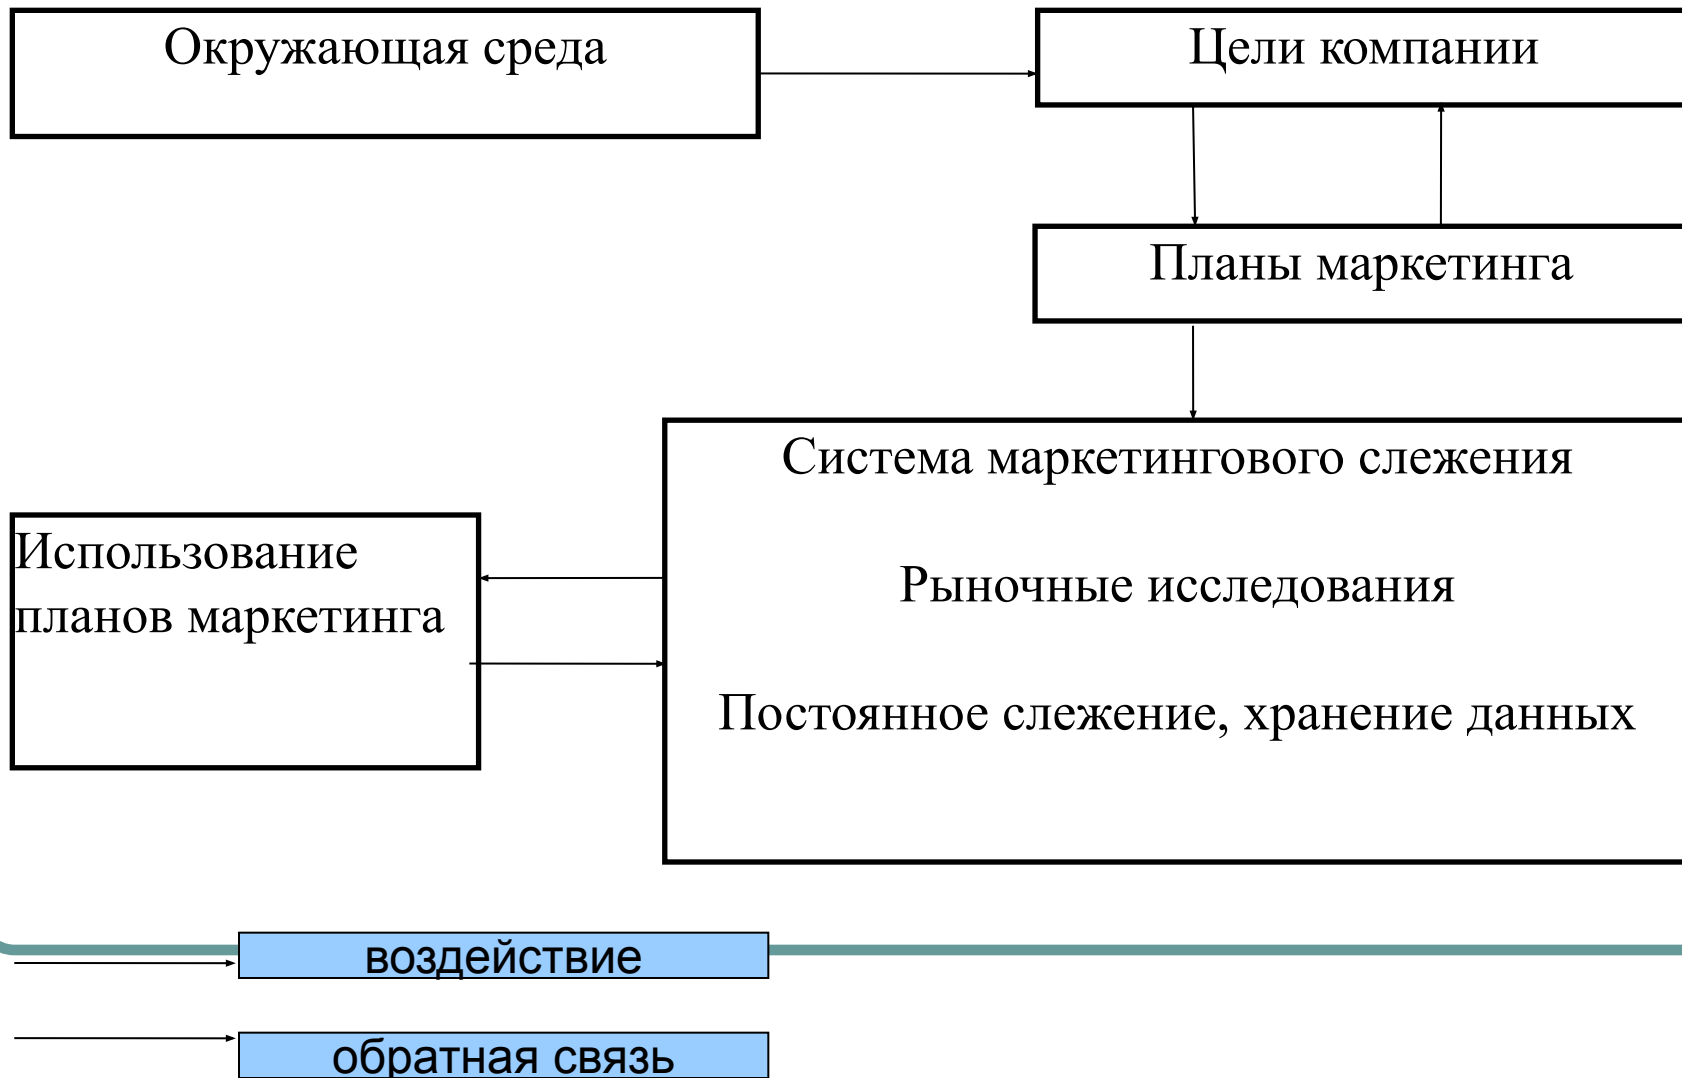 Окружающая среда
Цели компании
Планы маркетинга
Система маркетингового слежения
Использование
планов маркетинга
Рыночные исследования
Постоянное слежение, хранение данных
воздействие
обратная связь